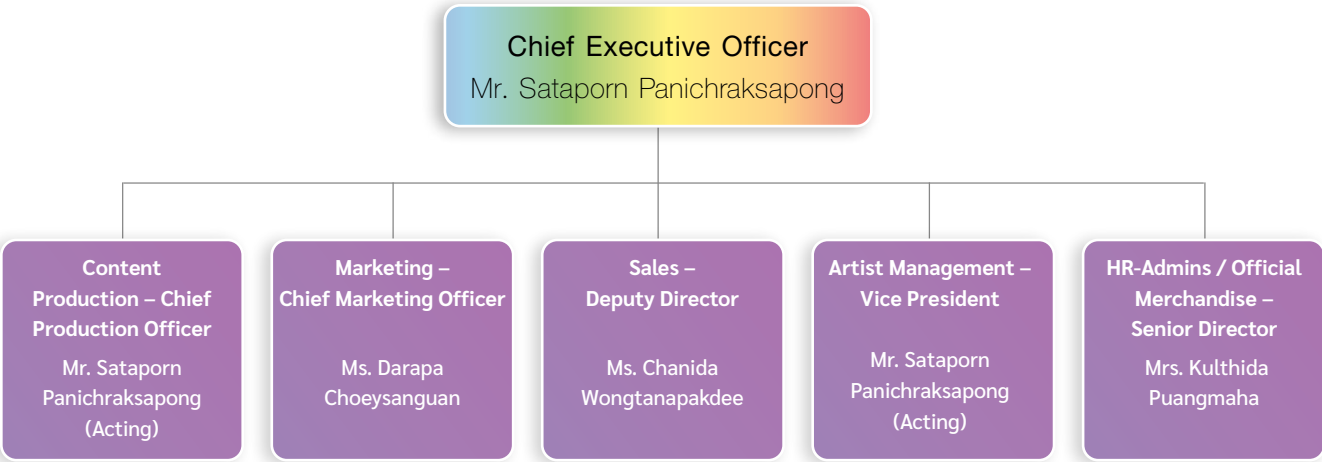 Chief Executive Officer
Mr. Sataporn Panichraksapong
Content
Production – Chief
Production Officer
Mr. Sataporn
Panichraksapong
(Acting)
Marketing –
Chief Marketing Officer
Ms. Darapa
Choeysanguan
Sales –
Deputy Director
Ms. Chanida
Wongtanapakdee
Artist Management –
Vice President
Mr. Sataporn
Panichraksapong
(Acting)
HR-Admins / Official
Merchandise –
Senior Director
Mrs. Kulthida
Puangmaha